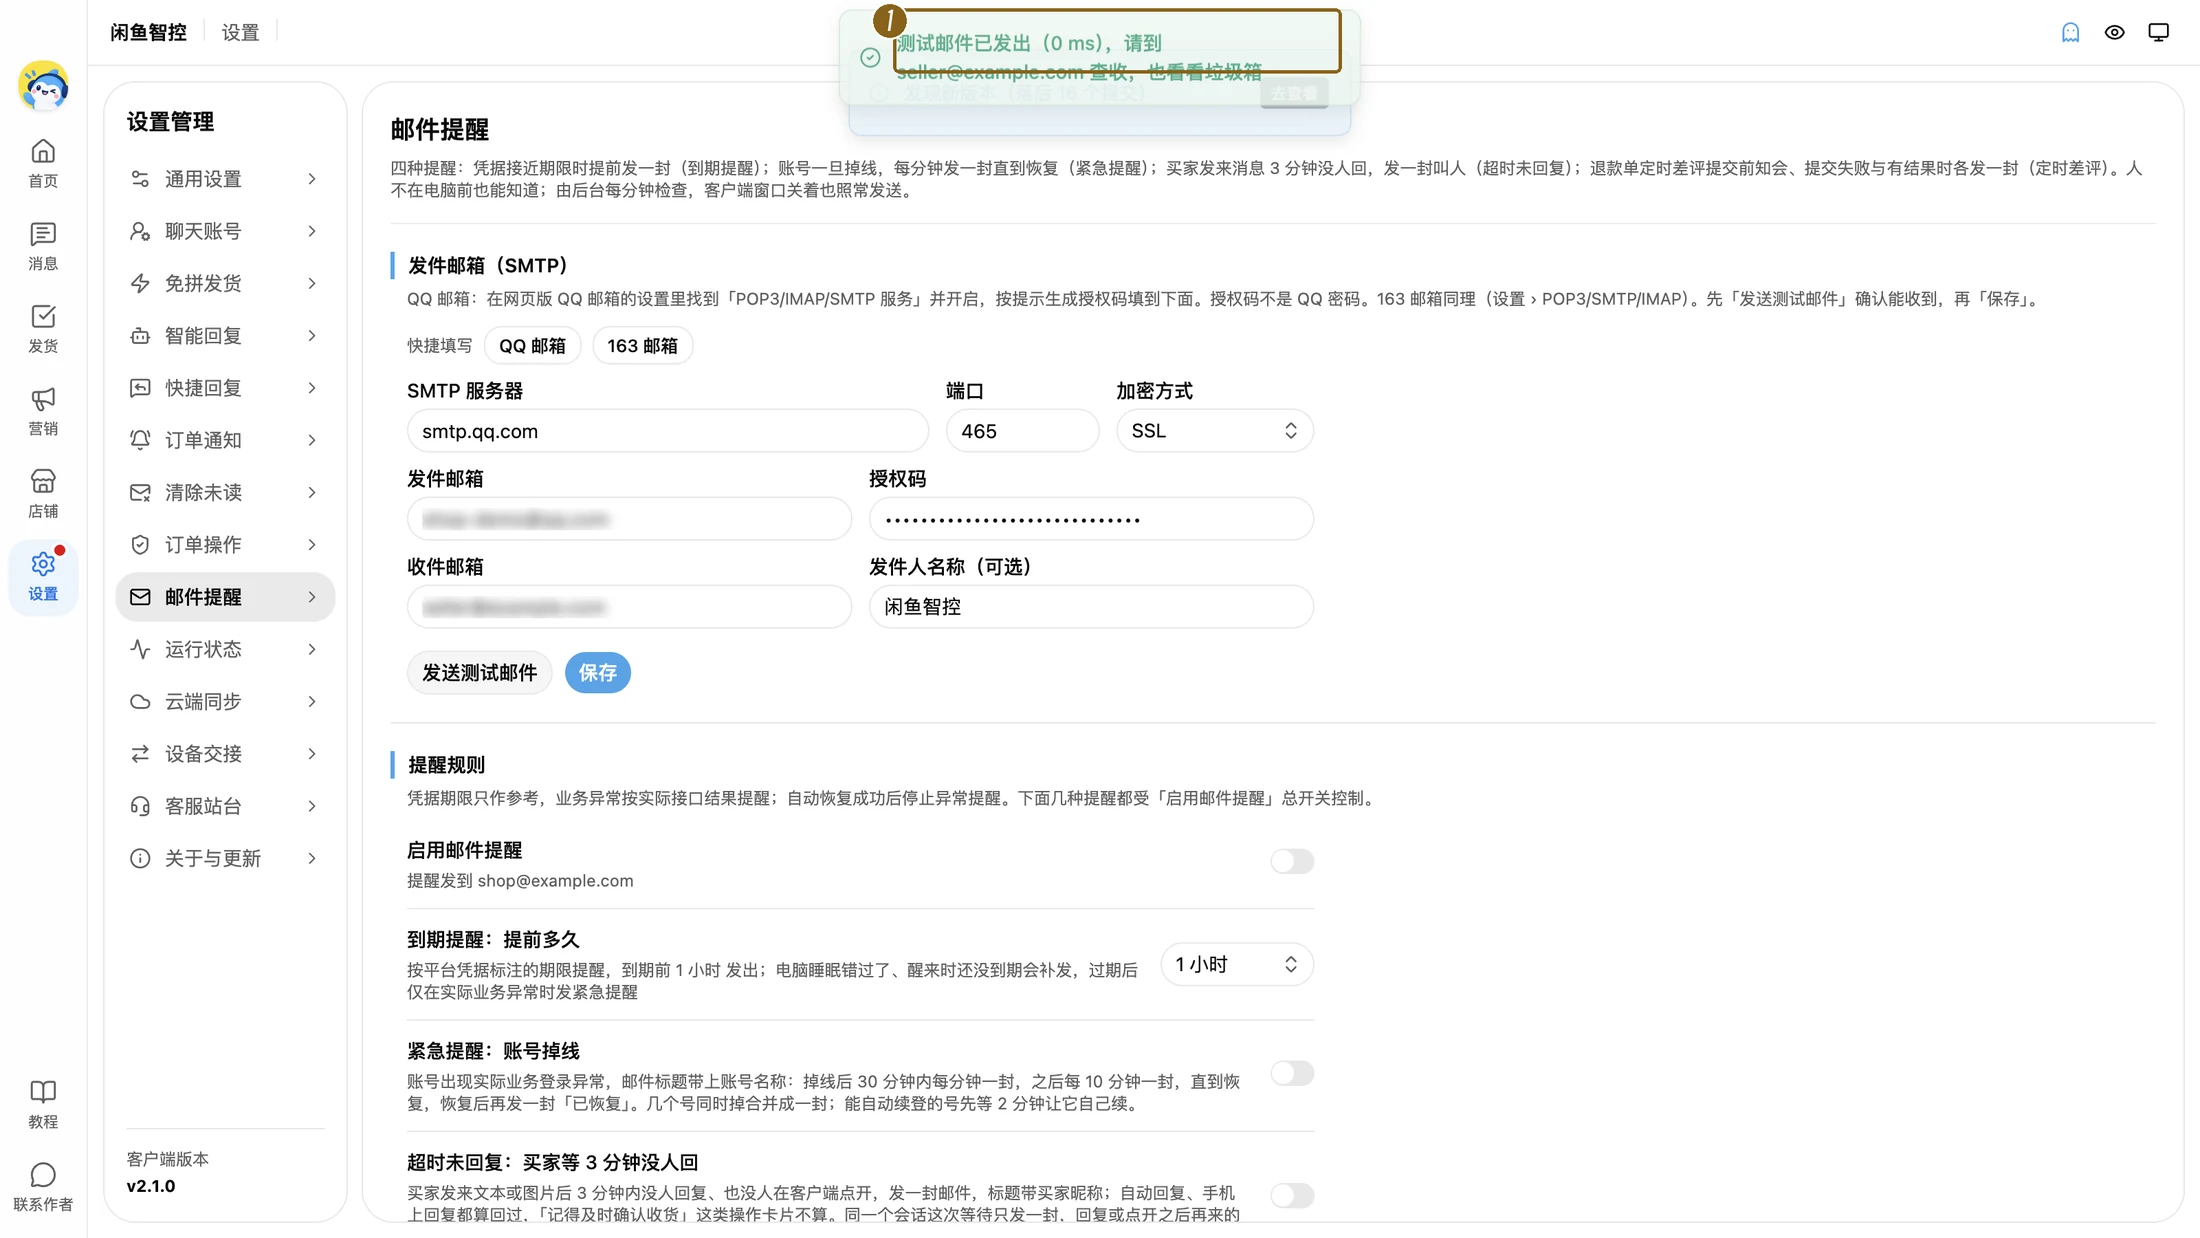 闲鱼智控
设置
1
测试邮件已发出（0 ms），请到
seller@example.com 查收，也看看垃圾箱
发现新版本（落后 16 个提交）
去查看
首页
消息
发货
营销
店铺
设置
教程
联系作者
设置管理
通用设置
聊天账号
免拼发货
智能回复
快捷回复
订单通知
清除未读
订单操作
邮件提醒
运行状态
云端同步
设备交接
客服站台
关于与更新
客户端版本
v2.1.0
邮件提醒
四种提醒：凭据接近期限时提前发一封（到期提醒）；账号一旦掉线，每分钟发一封直到恢复（紧急提醒）；买家发来消息 3 分钟没人回，发一封叫人（超时未回复）；退款单定时差评提交前知会、提交失败与有结果时各发一封（定时差评）。人
不在电脑前也能知道；由后台每分钟检查，客户端窗口关着也照常发送。
发件邮箱（SMTP）
QQ 邮箱：在网页版 QQ 邮箱的设置里找到「POP3/IMAP/SMTP 服务」并开启，按提示生成授权码填到下面。授权码不是 QQ 密码。163 邮箱同理（设置 › POP3/SMTP/IMAP）。先「发送测试邮件」确认能收到，再「保存」。
快捷填写
QQ 邮箱
163 邮箱
SMTP 服务器
端口
加密方式
smtp.qq.com
465
SSL
发件邮箱
授权码
••••••••••••••••••••••••••••
收件邮箱
发件人名称（可选）
闲鱼智控
发送测试邮件
保存
提醒规则
凭据期限只作参考，业务异常按实际接口结果提醒；自动恢复成功后停止异常提醒。下面几种提醒都受「启用邮件提醒」总开关控制。
启用邮件提醒
提醒发到 shop@example.com
到期提醒：提前多久
按平台凭据标注的期限提醒，到期前 1 小时 发出；电脑睡眠错过了、醒来时还没到期会补发，过期后
仅在实际业务异常时发紧急提醒
1 小时
紧急提醒：账号掉线
账号出现实际业务登录异常，邮件标题带上账号名称：掉线后 30 分钟内每分钟一封，之后每 10 分钟一封，直到恢
复，恢复后再发一封「已恢复」。几个号同时掉合并成一封；能自动续登的号先等 2 分钟让它自己续。
超时未回复：买家等 3 分钟没人回
买家发来文本或图片后 3 分钟内没人回复、也没人在客户端点开，发一封邮件，标题带买家昵称；自动回复、手机
上回复都算回过，「记得及时确认收货」这类操作卡片不算。同一个会话这次等待只发一封，回复或点开之后再来的